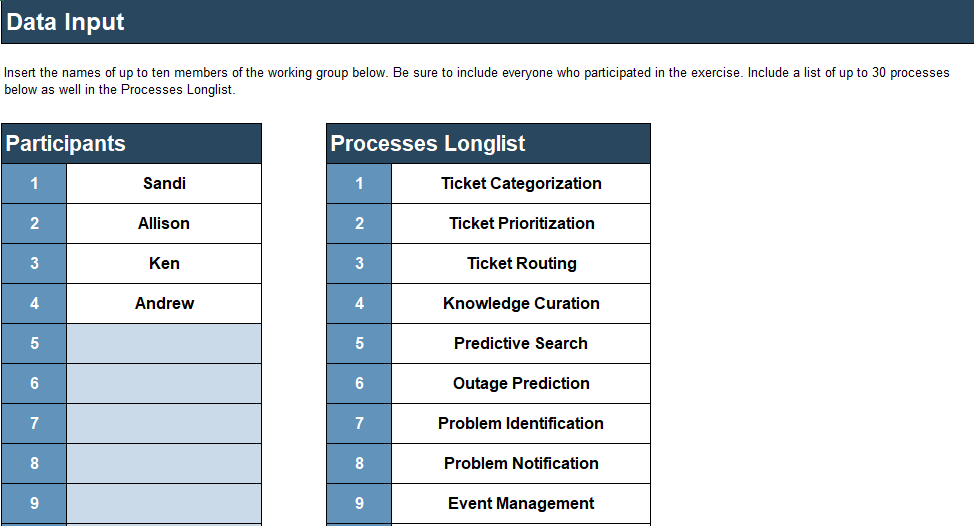 Data Input
Insert the names of up to ten members of the working group below. Be sure to include everyone who participated in the exercise. Include a list of up to 30 processes
below as well in the Processes Longlist.
Participants
1 Sandi
2 Allison
3 Ken
4 Andrew
5
6
7
8
9
Processes Longlist
1 Ticket Categorization
2 Ticket Prioritization
3 Ticket Routing
4 Knowledge Curation
5 Predictive Search
6 Outage Prediction
7 Problem Identification
8 Problem Notification
9 Event Management